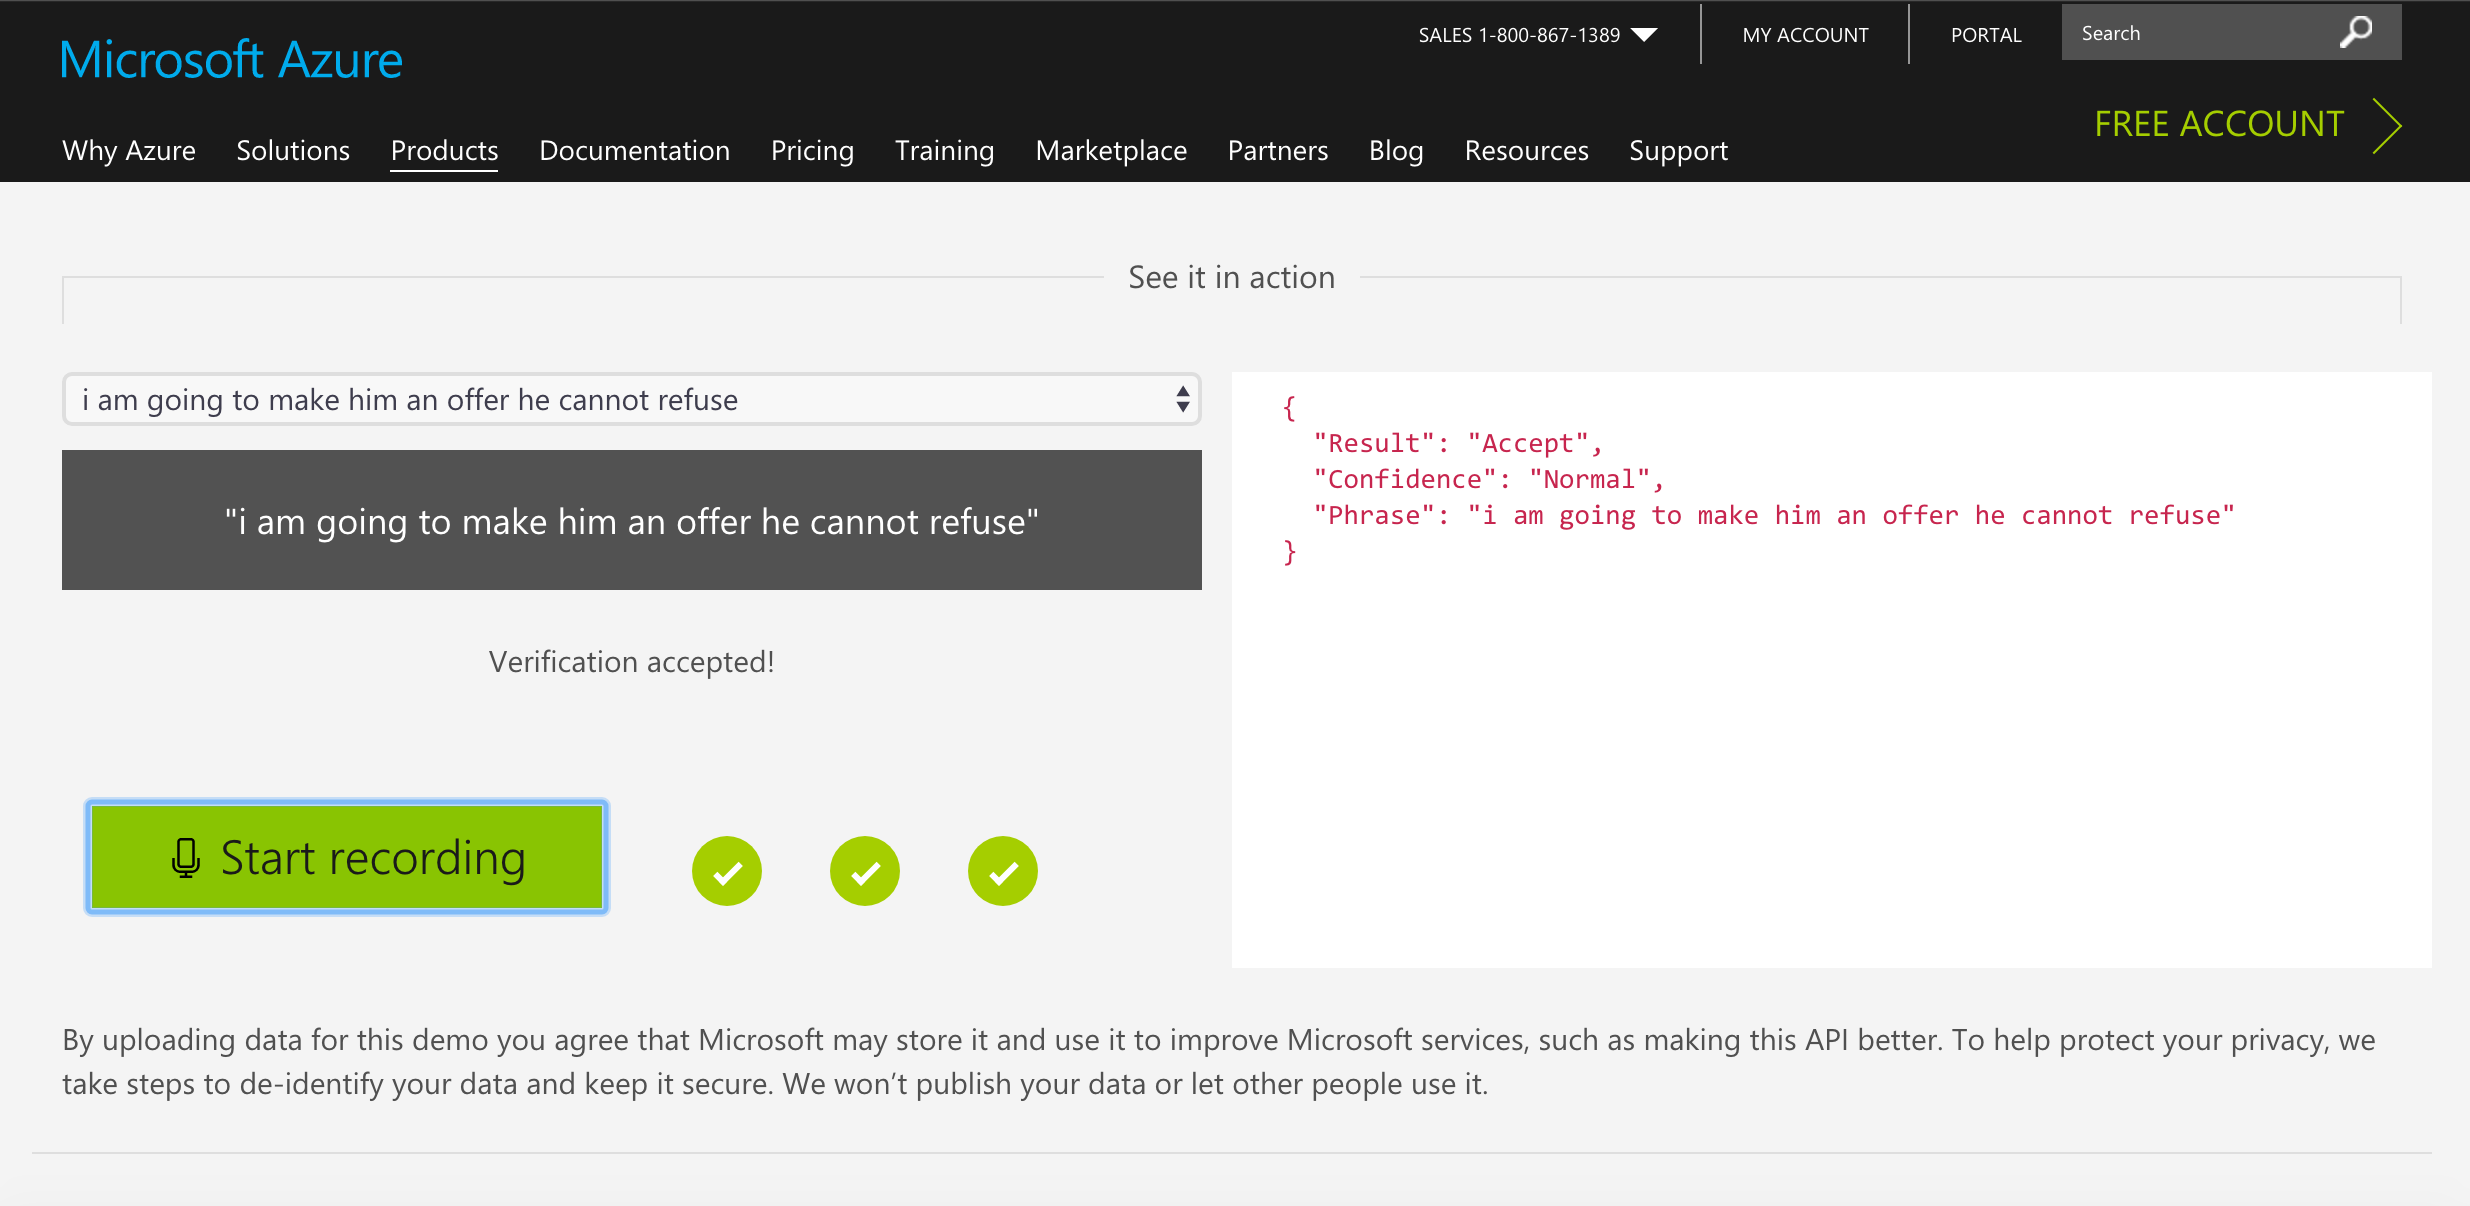 Microsoft Azure
SALES 1-800-867-1389
MY ACCOUNT
PORTAL
Search
FREE ACCOUNT
Why Azure Solutions Products Documentation Pricing Training Marketplace Partners Blog Resources Support
See it in action
i am going to make him an offer he cannot refuse
"i am going to make him an offer he cannot refuse"
Verification accepted!
Start recording
{
"Result": "Accept",
"Confidence": "Normal",
"Phrase": "i am going to make him an offer he cannot refuse"
}
By uploading data for this demo you agree that Microsoft may store it and use it to improve Microsoft services, such as making this API better. To help protect your privacy, we
take steps to de-identify your data and keep it secure. We won’t publish your data or let other people use it.